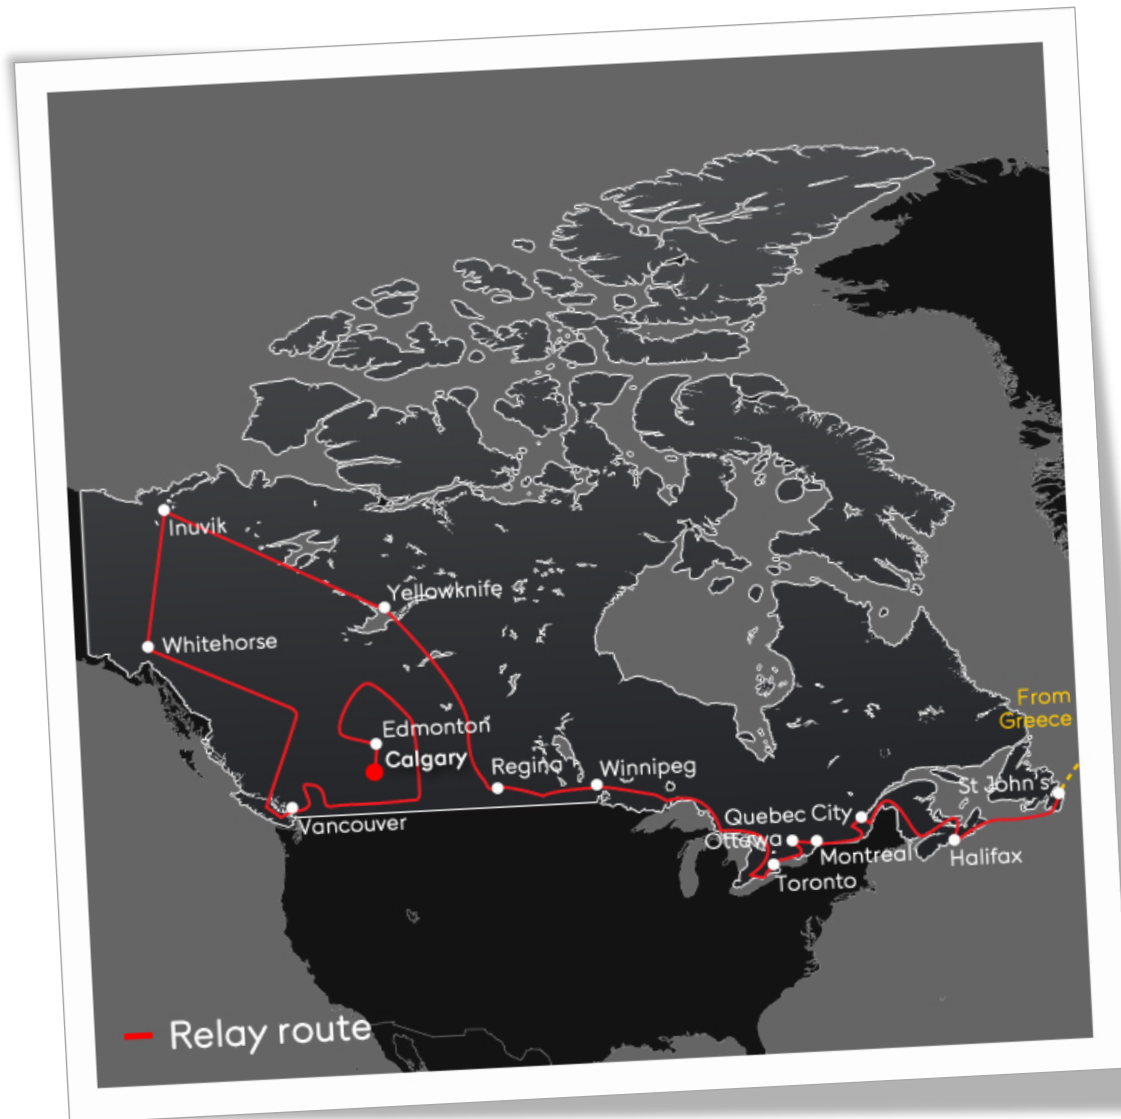 Inuvik
Yellowknife
Whitehorse
From
Greece
Edmonton
Calgary
Regina
Winnipeg
St John's
Quebec City
Vancouver
Ottawa
Montreal
Halifax
Toronto
Relay route